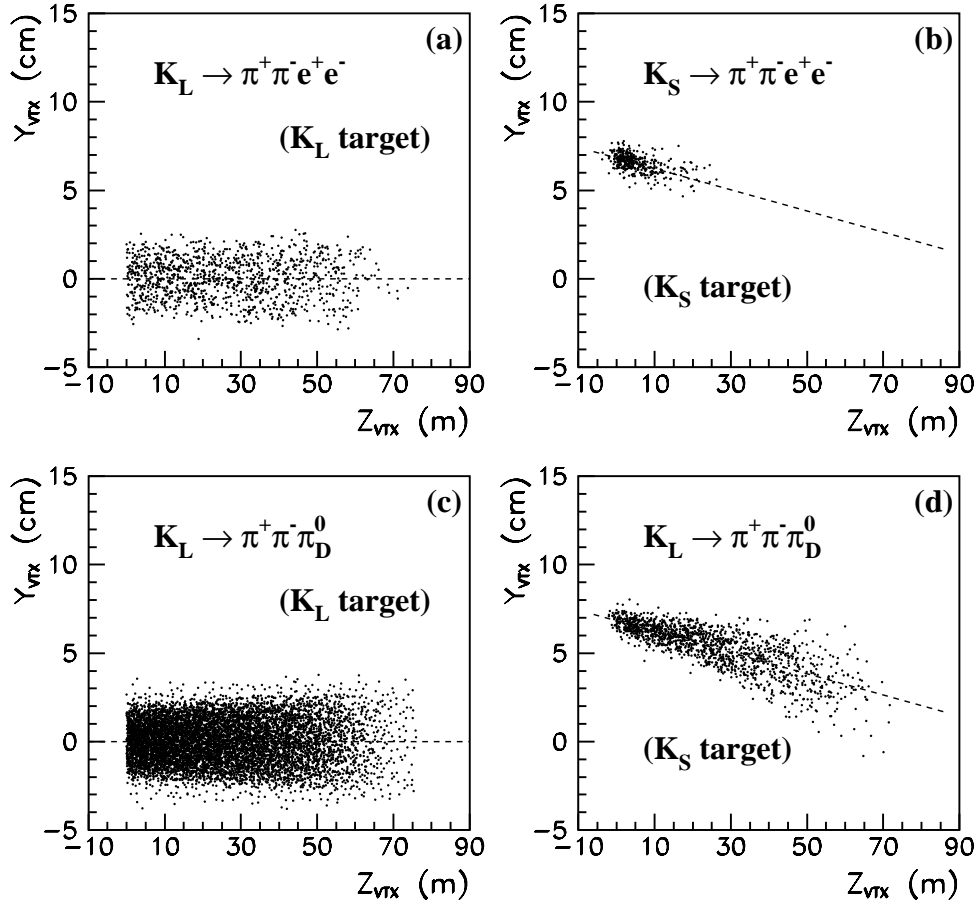 15
(a)
K_L → π⁺π⁻e⁺e⁻
10
(K_L target)
5
0
−5
−10 10 30 50 70 90
Y_VTX (cm)
Z_VTX (m)
15
(b)
K_S → π⁺π⁻e⁺e⁻
10
5
0
(K_S target)
−5
−10 10 30 50 70 90
Y_VTX (cm)
Z_VTX (m)
15
(c)
K_L → π⁺π⁻π⁰_D
10
(K_L target)
5
0
−5
−10 10 30 50 70 90
Y_VTX (cm)
Z_VTX (m)
15
(d)
K_L → π⁺π⁻π⁰_D
10
5
0
(K_S target)
−5
−10 10 30 50 70 90
Y_VTX (cm)
Z_VTX (m)